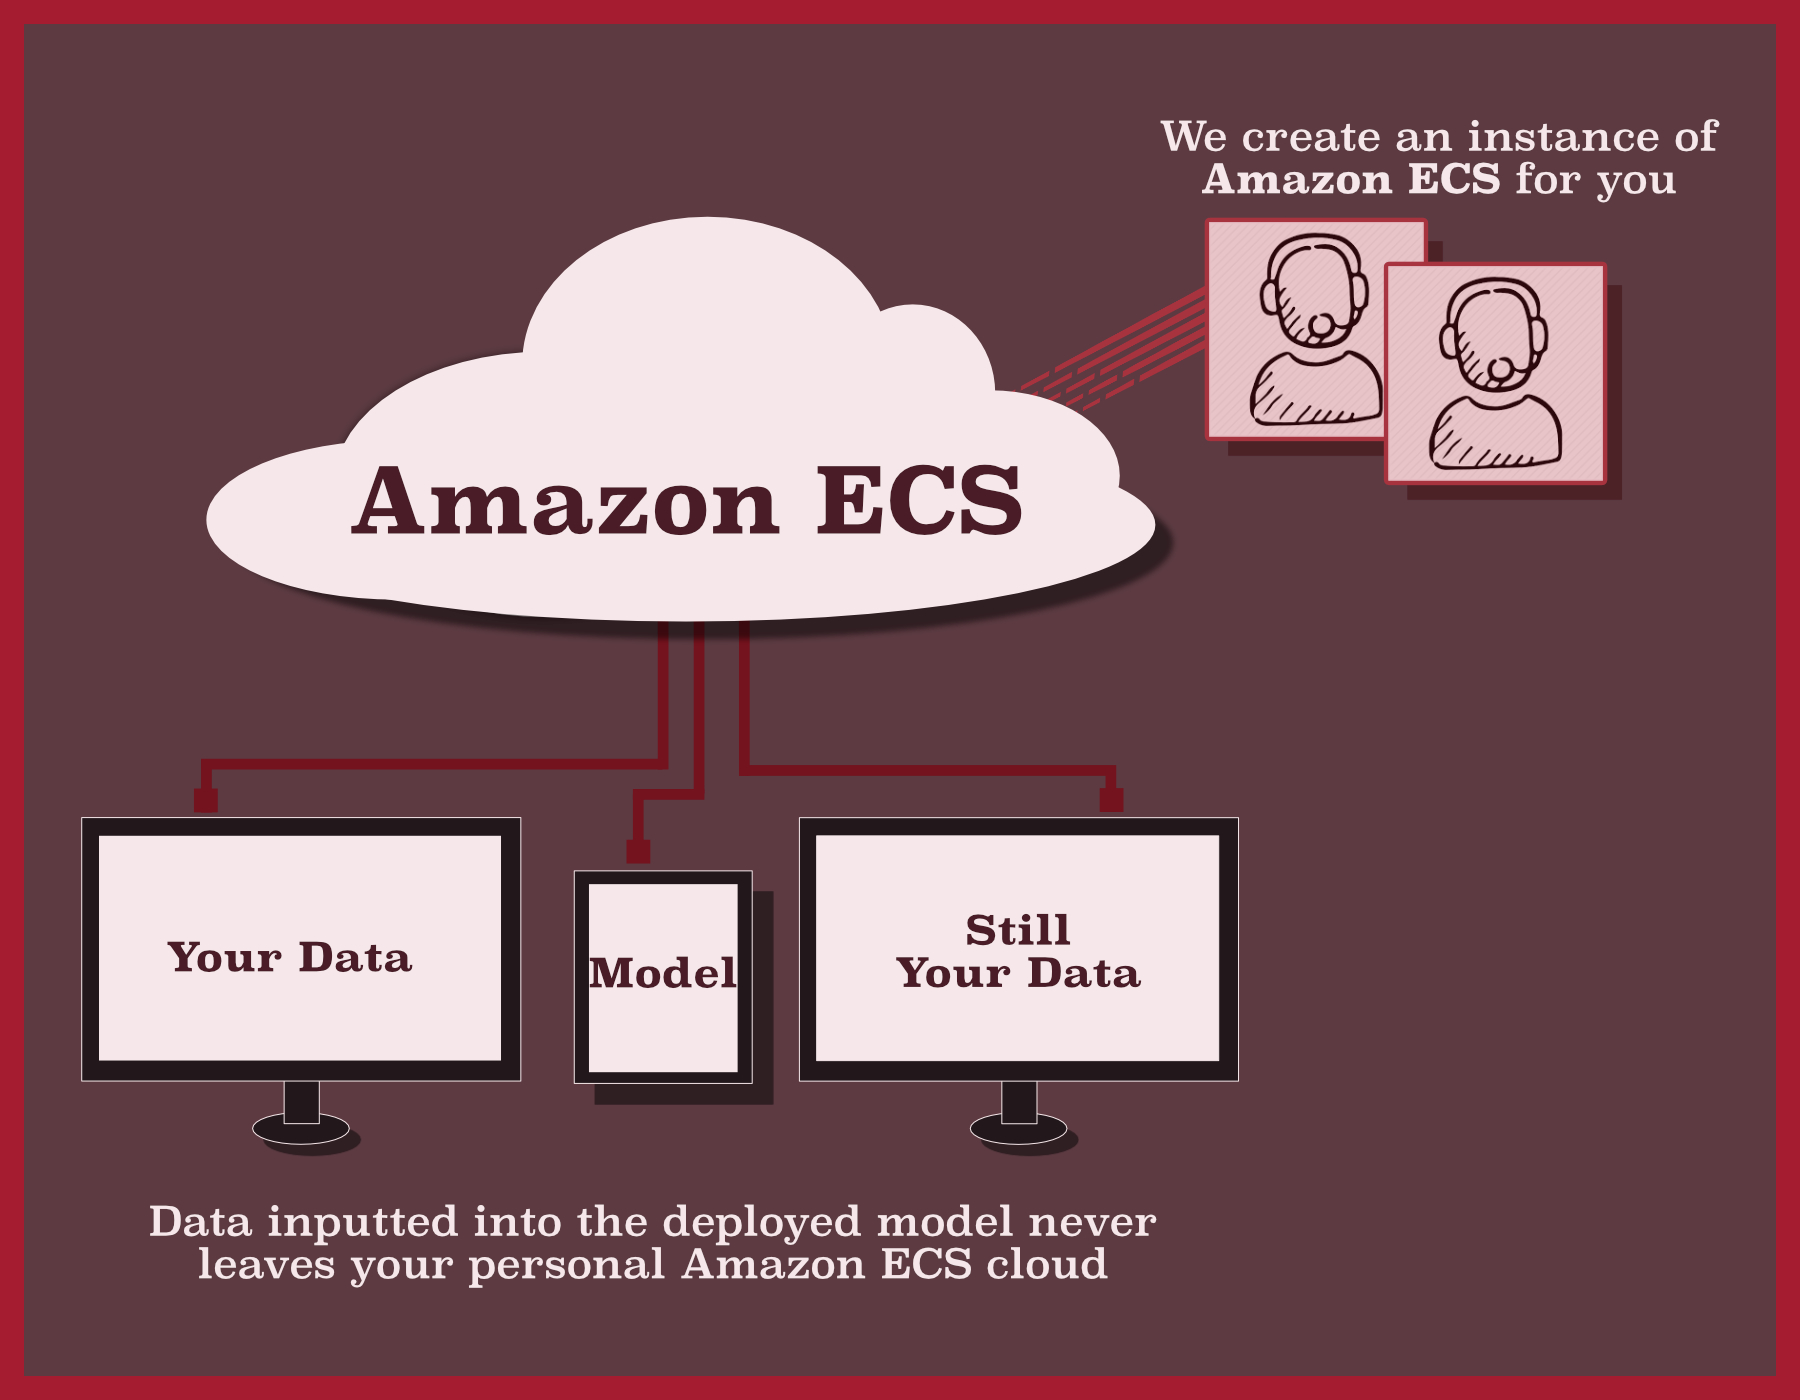 We create an instance of
Amazon ECS for you
Amazon ECS
Your Data
Model
Still
Your Data
Data inputted into the deployed model never
leaves your personal Amazon ECS cloud